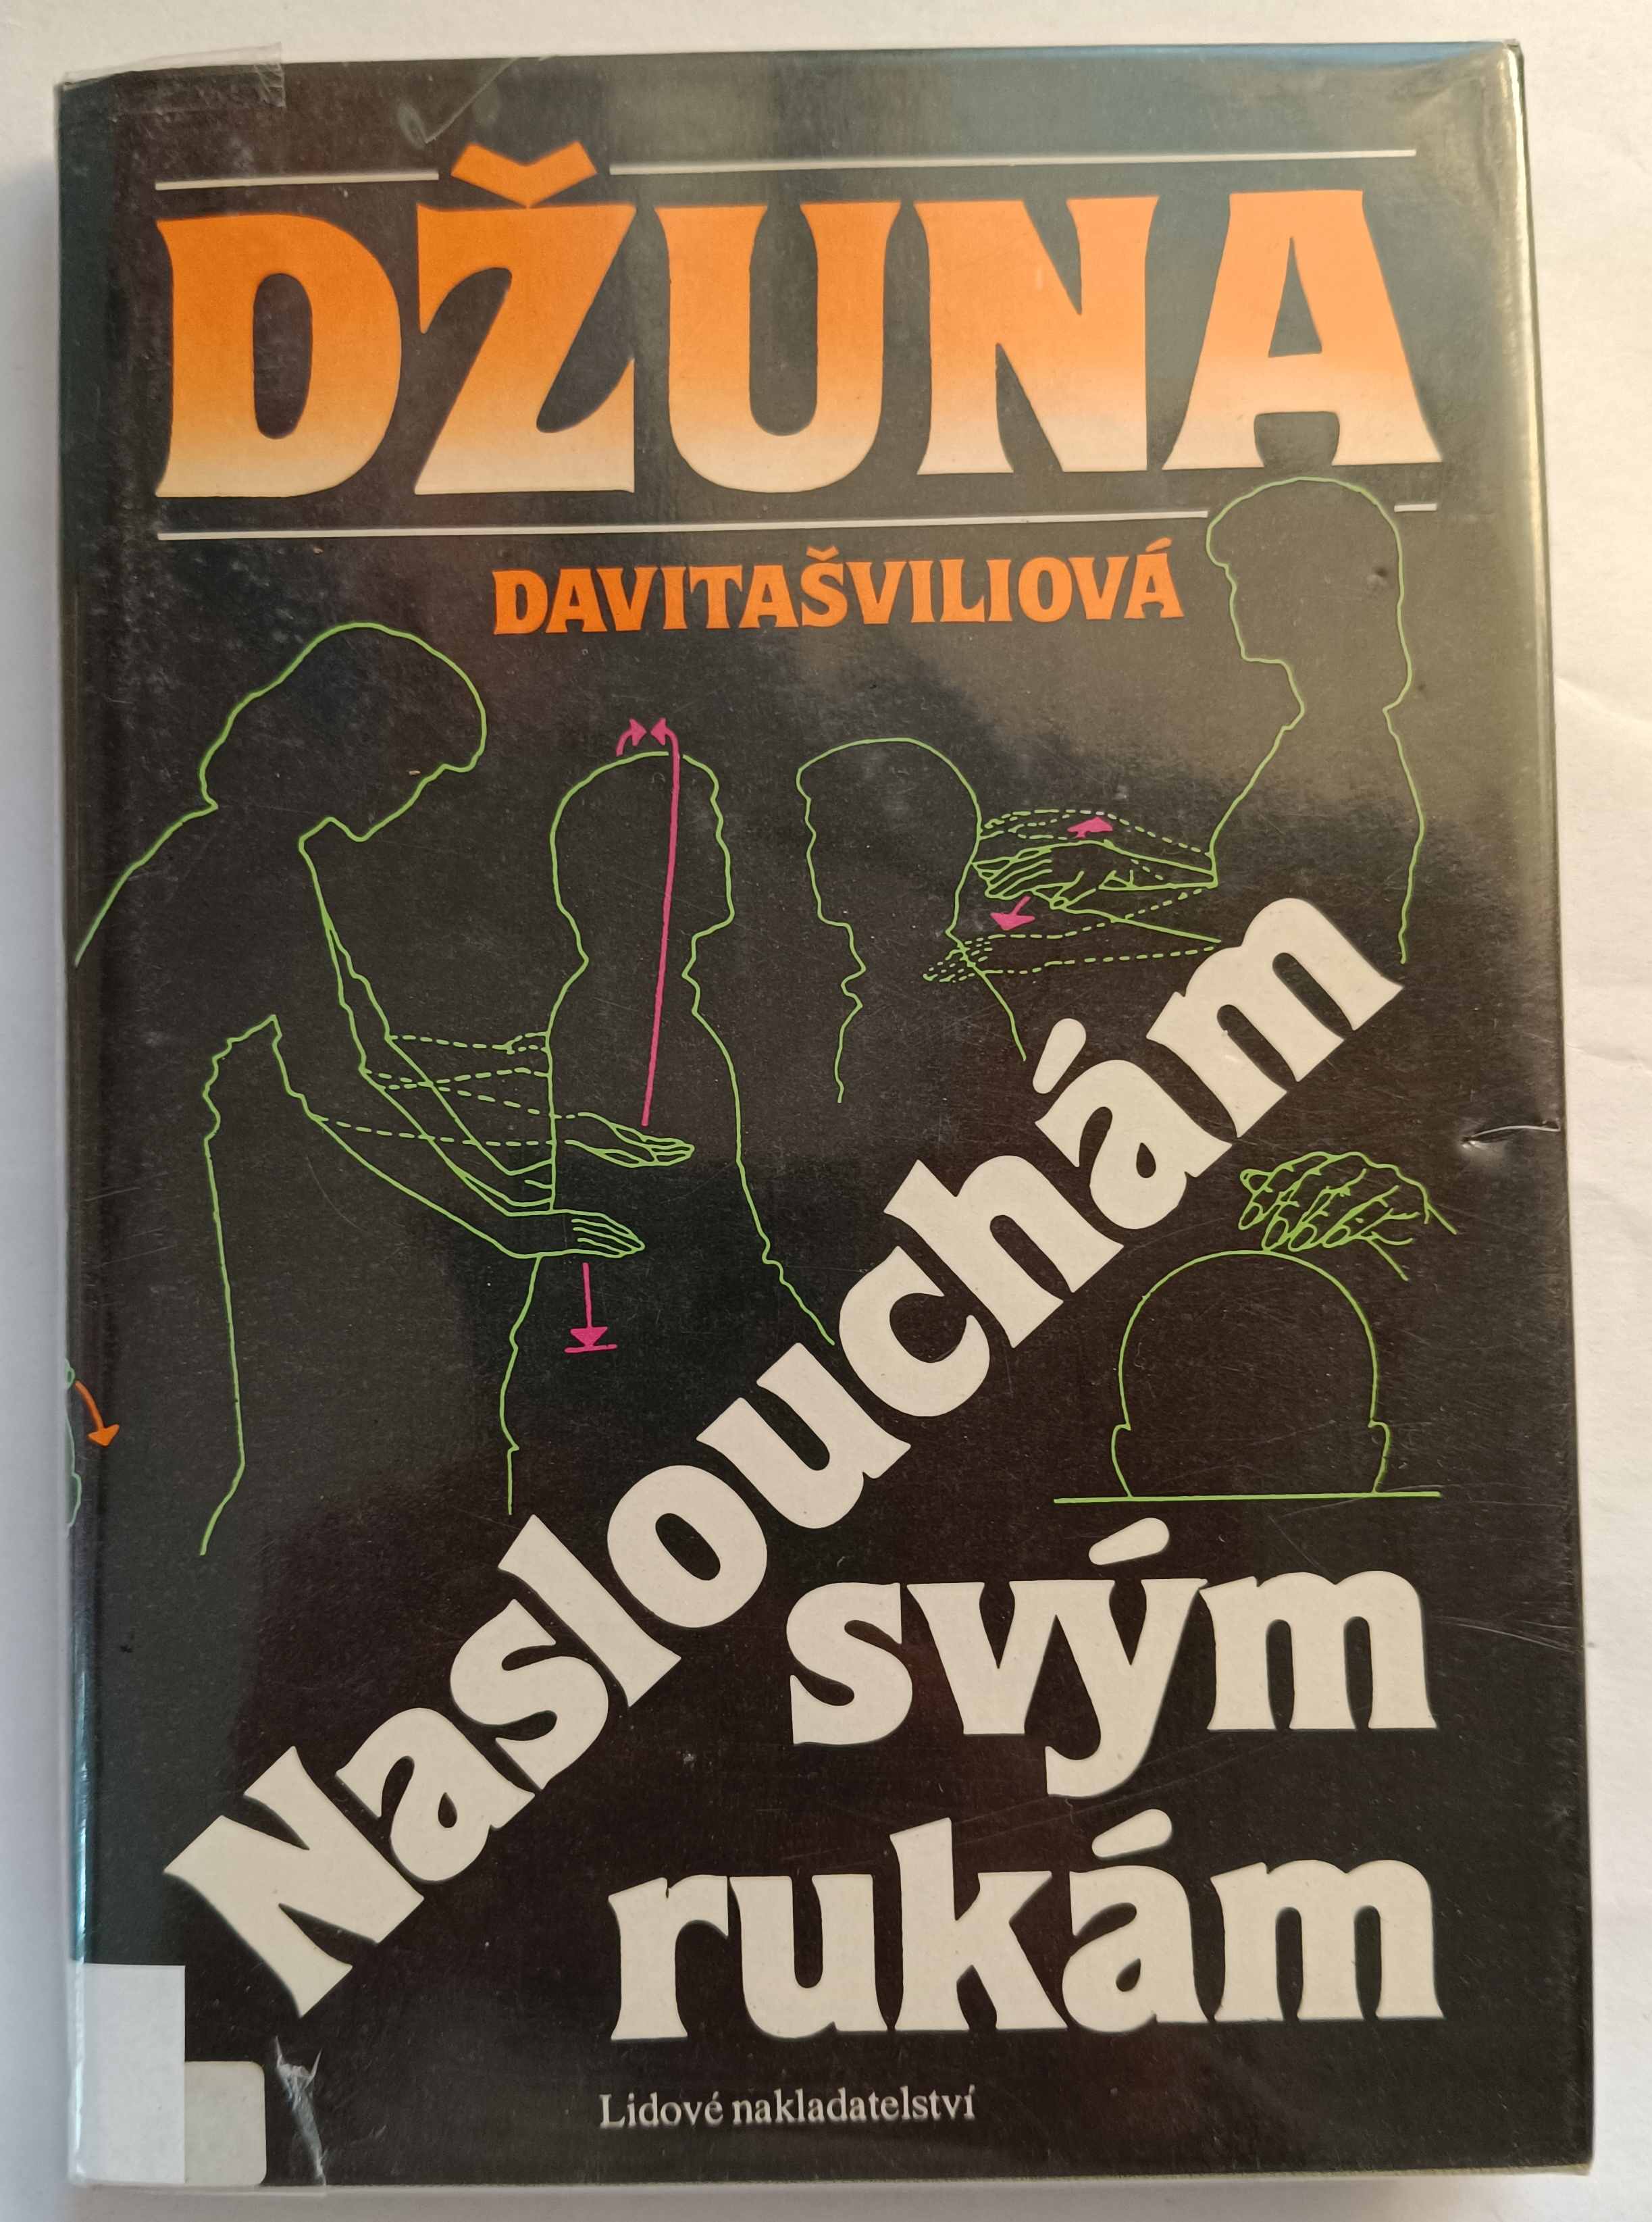 DŽUNA
DAVITAŠVILIOVÁ
Naslouchám
svým
rukám
Lidové nakladatelství